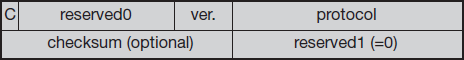 C reserved0 ver. protocol
checksum (optional) reserved1 (=0)